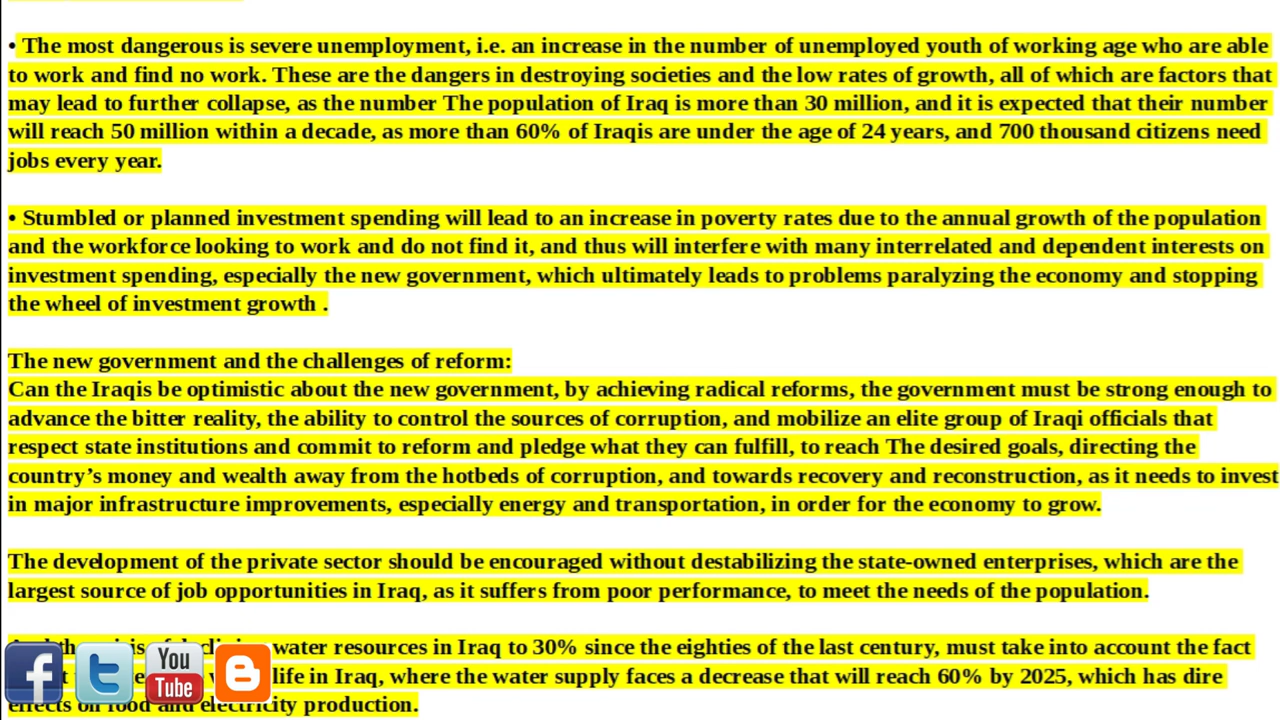 • The most dangerous is severe unemployment, i.e. an increase in the number of unemployed youth of working age who are able
to work and find no work. These are the dangers in destroying societies and the low rates of growth, all of which are factors that
may lead to further collapse, as the number The population of Iraq is more than 30 million, and it is expected that their number
will reach 50 million within a decade, as more than 60% of Iraqis are under the age of 24 years, and 700 thousand citizens need
jobs every year.
• Stumbled or planned investment spending will lead to an increase in poverty rates due to the annual growth of the population
and the workforce looking to work and do not find it, and thus will interfere with many interrelated and dependent interests on
investment spending, especially the new government, which ultimately leads to problems paralyzing the economy and stopping
the wheel of investment growth .
The new government and the challenges of reform:
Can the Iraqis be optimistic about the new government, by achieving radical reforms, the government must be strong enough to
advance the bitter reality, the ability to control the sources of corruption, and mobilize an elite group of Iraqi officials that
respect state institutions and commit to reform and pledge what they can fulfill, to reach The desired goals, directing the
country’s money and wealth away from the hotbeds of corruption, and towards recovery and reconstruction, as it needs to invest
in major infrastructure improvements, especially energy and transportation, in order for the economy to grow.
The development of the private sector should be encouraged without destabilizing the state-owned enterprises, which are the
largest source of job opportunities in Iraq, as it suffers from poor performance, to meet the needs of the population.
water resources in Iraq to 30% since the eighties of the last century, must take into account the fact
life in Iraq, where the water supply faces a decrease that will reach 60% by 2025, which has dire
effects on food and electricity production.
You
Tube